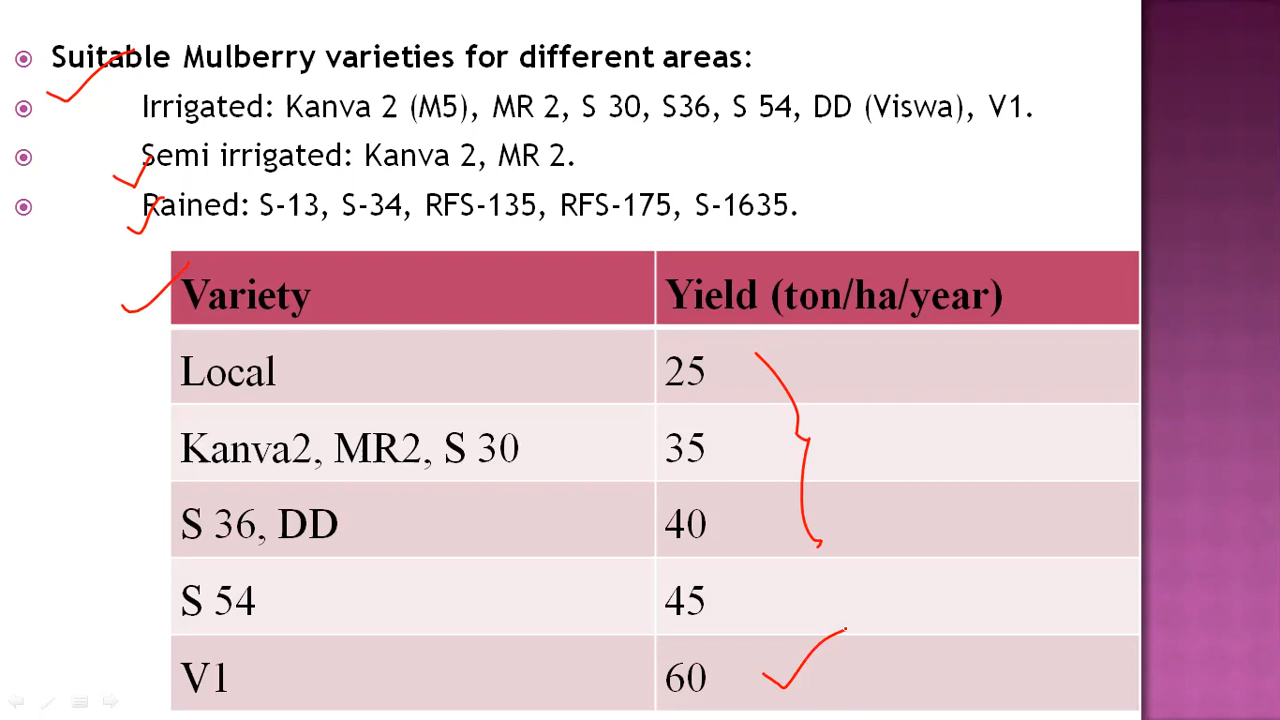 Suitable Mulberry varieties for different areas:
Irrigated: Kanva 2 (M5), MR 2, S 30, S36, S 54, DD (Viswa), V1.
Semi irrigated: Kanva 2, MR 2.
Rained: S-13, S-34, RFS-135, RFS-175, S-1635.
Variety Yield (ton/ha/year)
Local 25
Kanva2, MR2, S 30 35
S 36, DD 40
S 54 45
V1 60